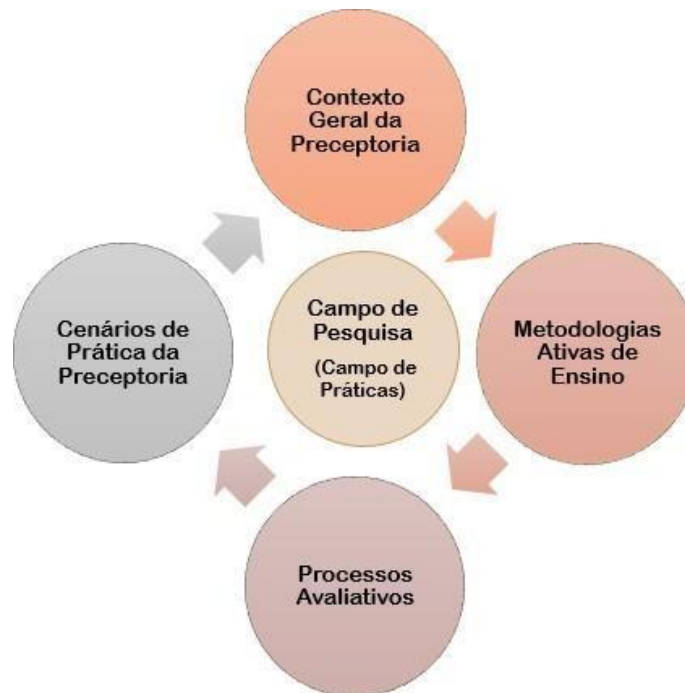 Contexto
Geral da
Preceptoria
Cenários de
Prática da
Preceptoria
Campo de
Pesquisa
(Campo de
Práticas)
Metodologias
Ativas de
Ensino
Processos
Avaliativos